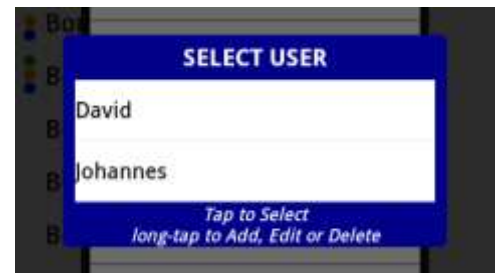 SELECT USER
David
Johannes
Tap to Select
long-tap to Add, Edit or Delete